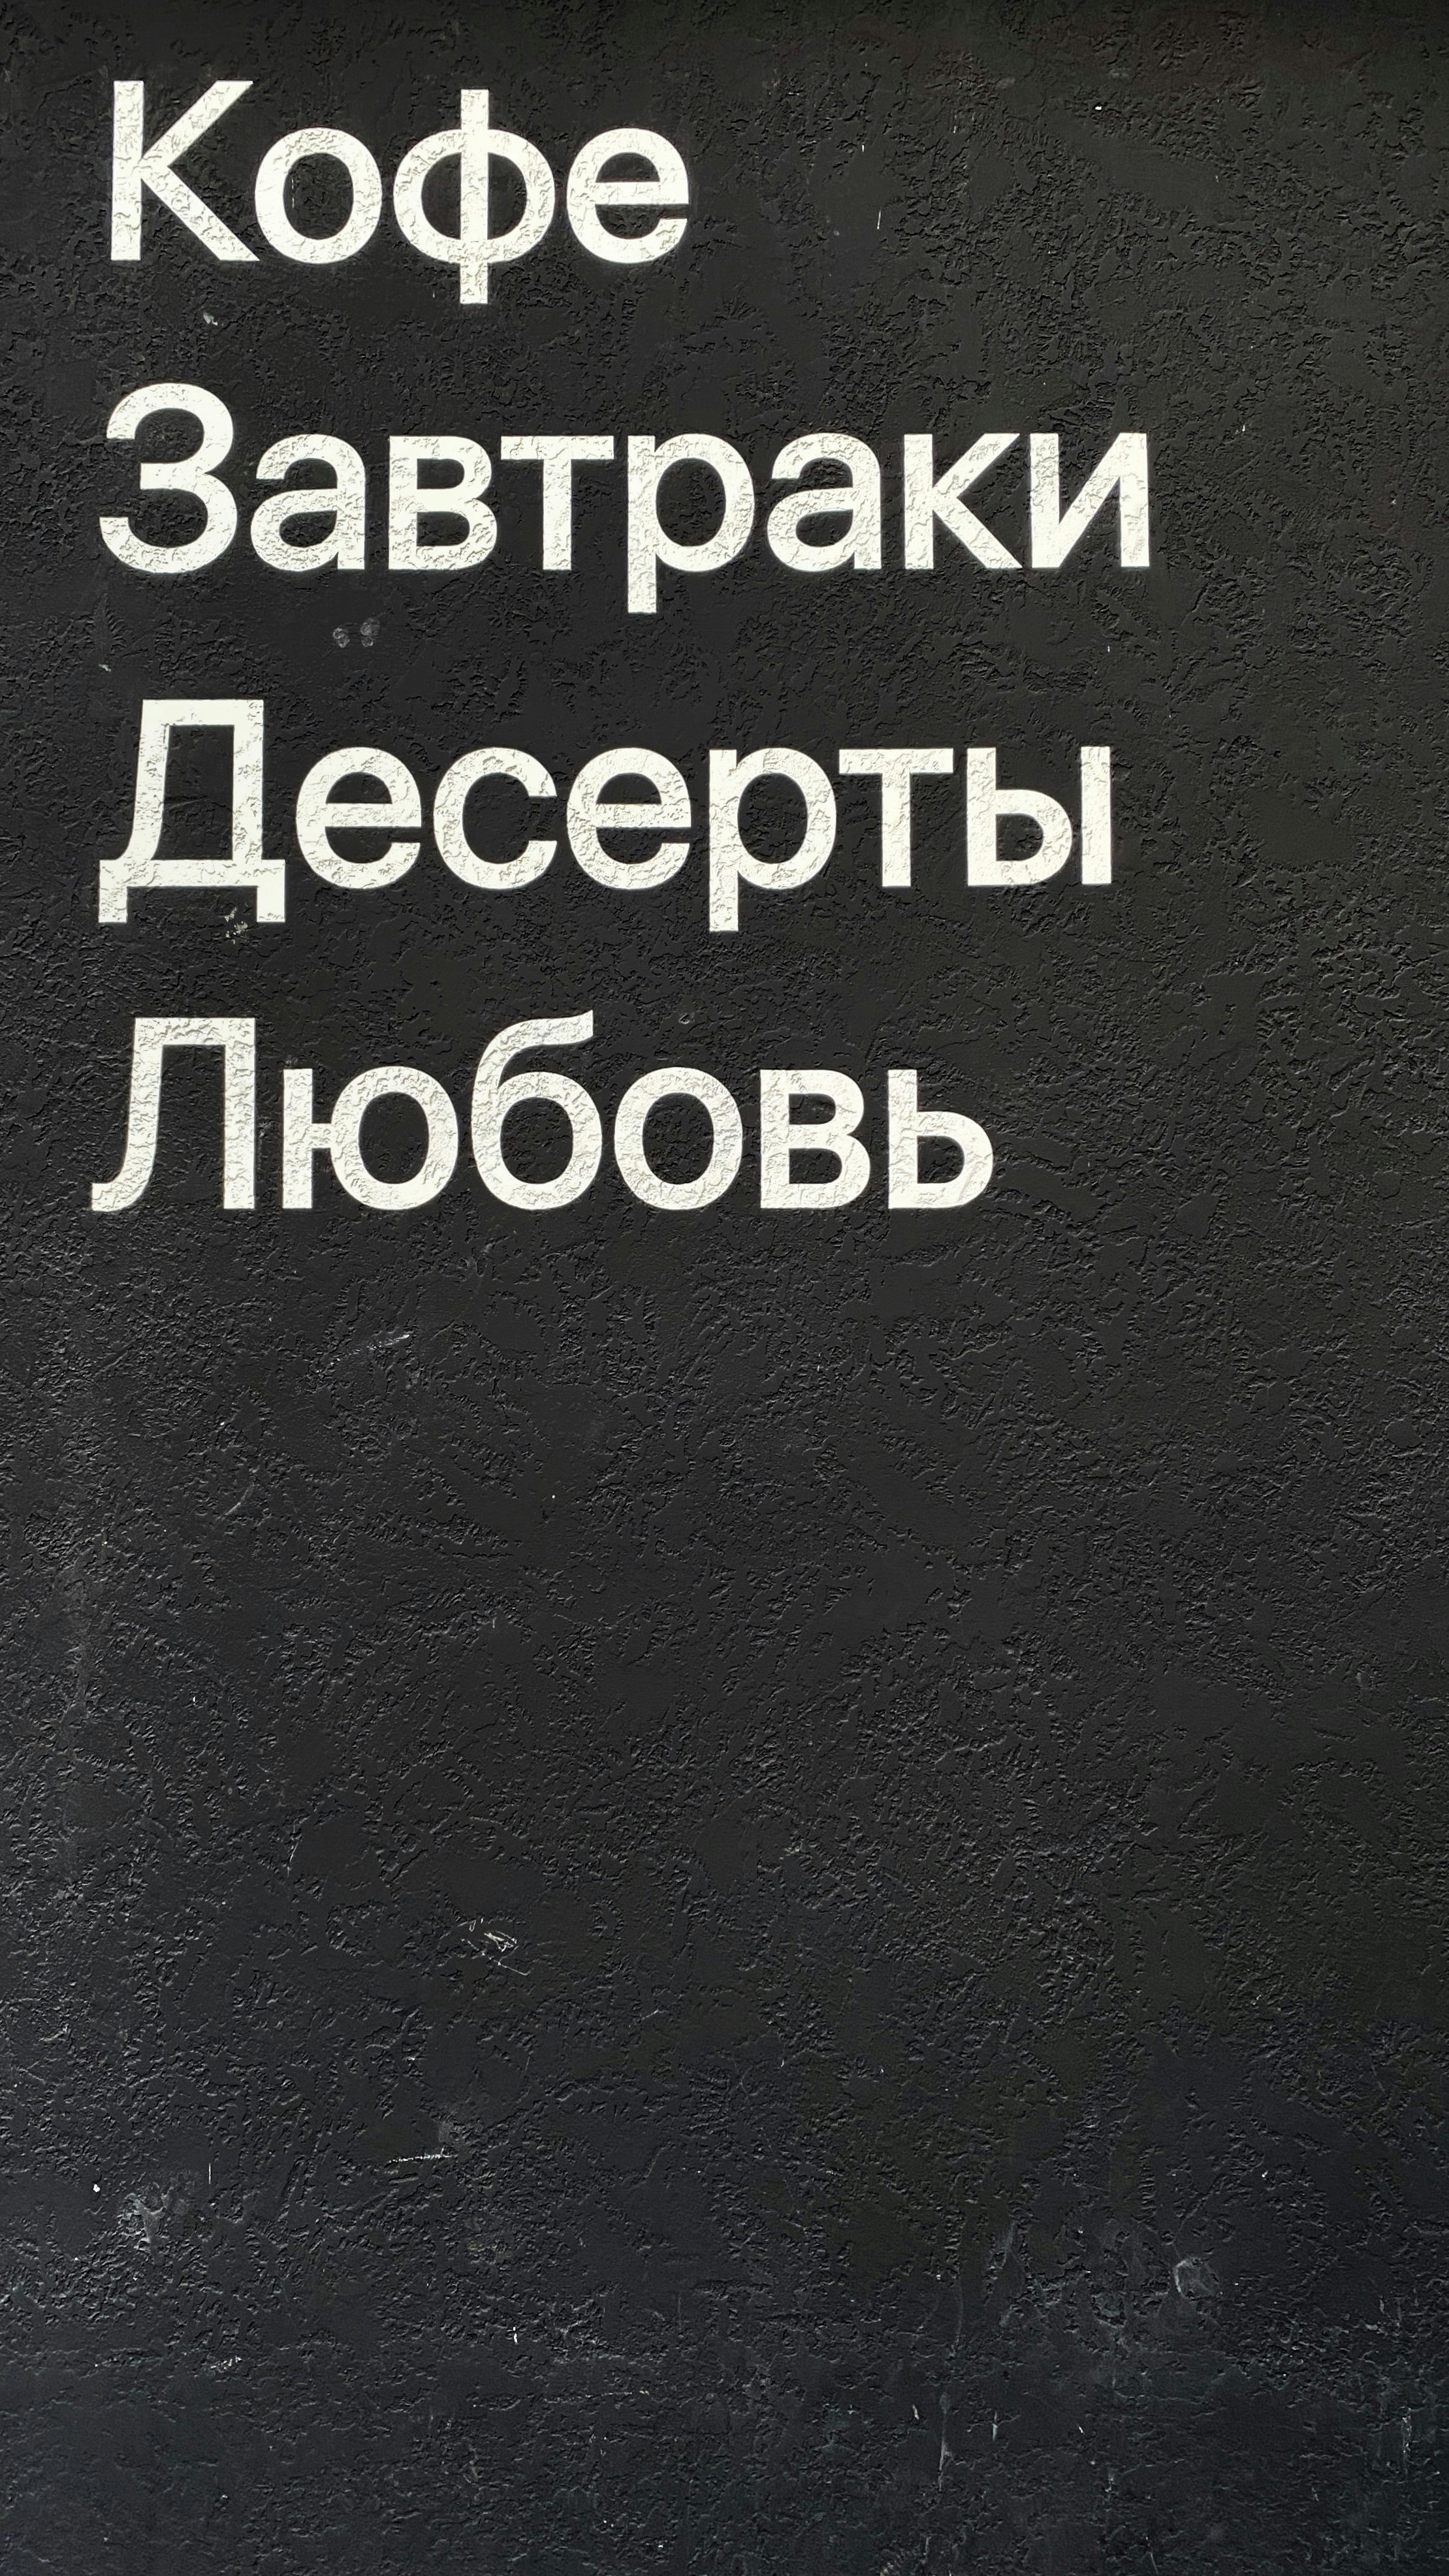 Кофе
Завтраки
Десерты
Любовь